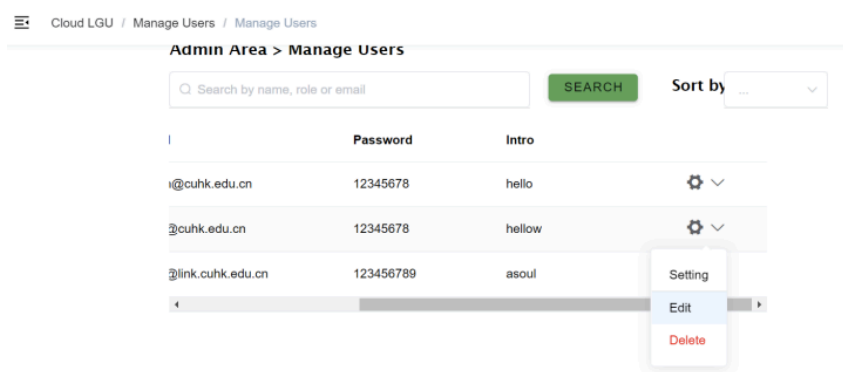 Cloud LGU / Manage Users / Manage Users
Admin Area > Manage Users
Search by name, role or email
SEARCH
Sort by
...
Password Intro
@cuhk.edu.cn 12345678 hello
@cuhk.edu.cn 12345678 hellow
@link.cuhk.edu.cn 123456789 asoul
Setting
Edit
Delete